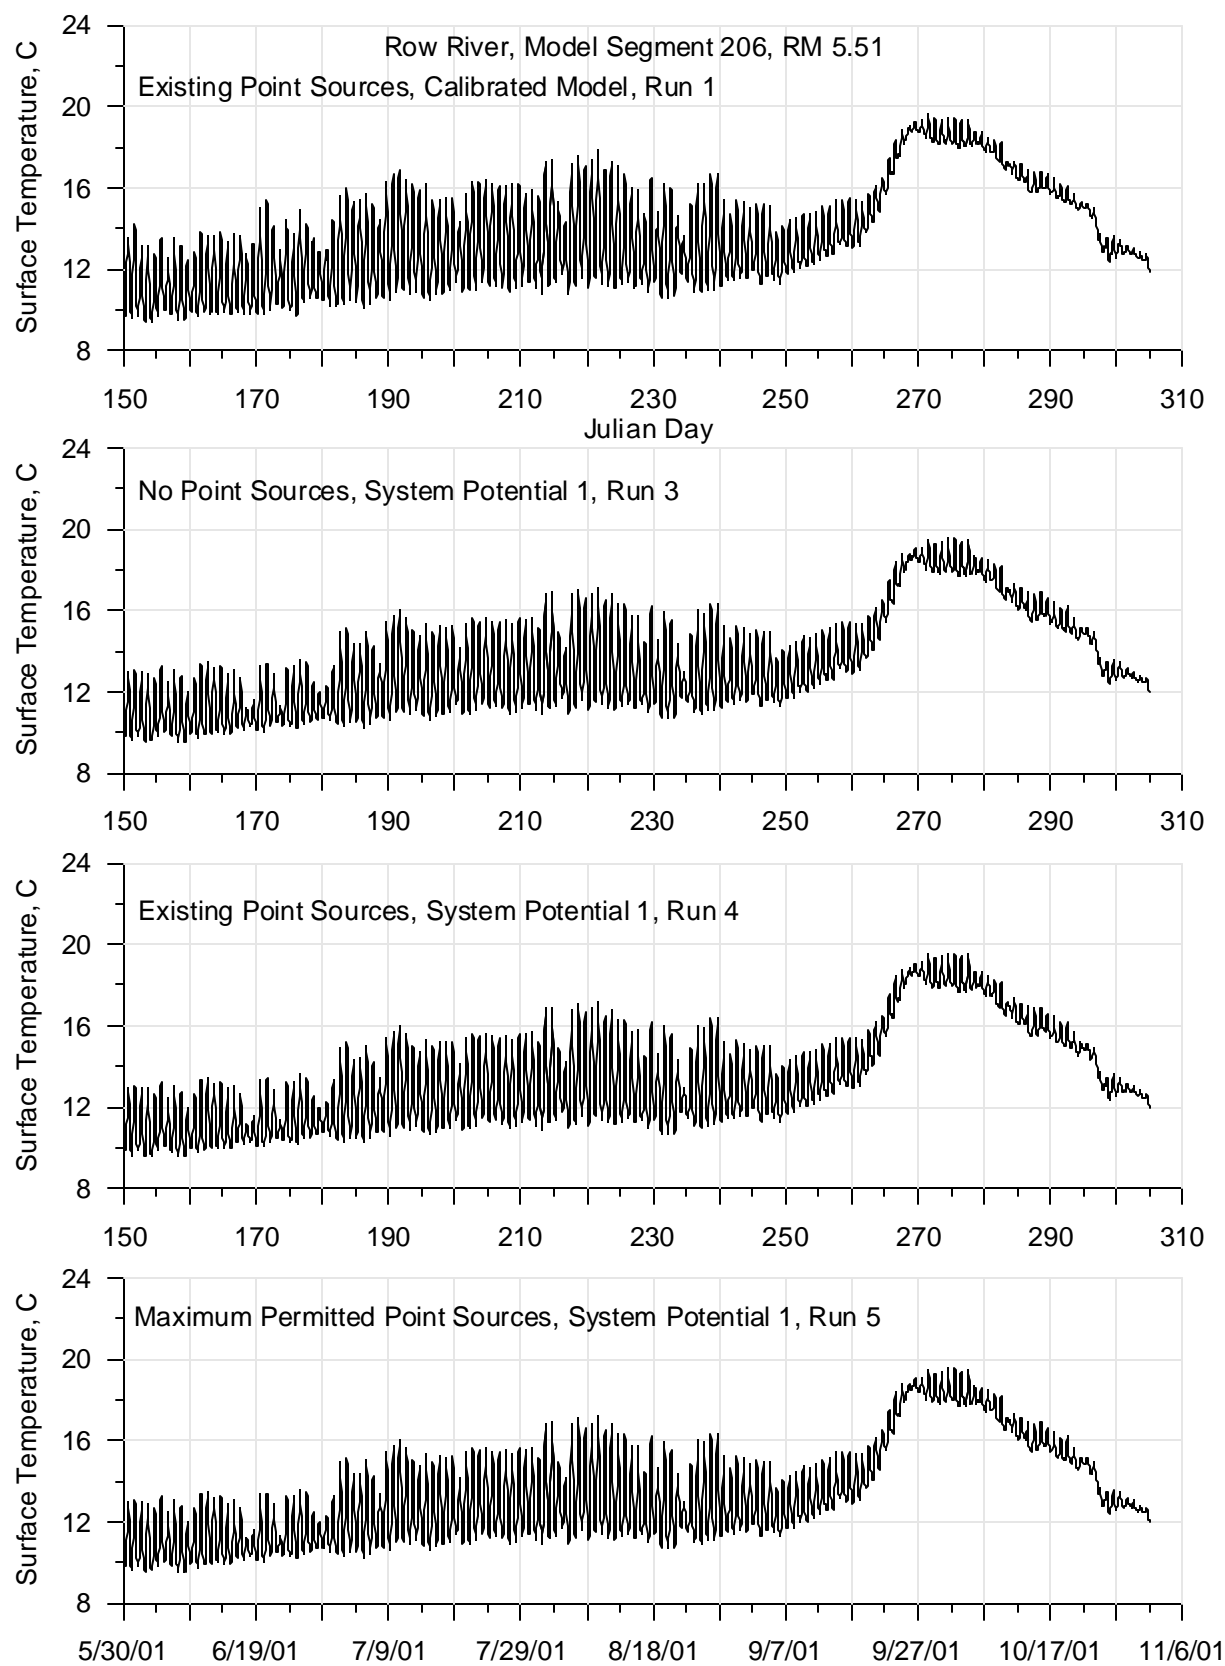 24
Row River, Model Segment 206, RM 5.51
Existing Point Sources, Calibrated Model, Run 1
20
16
12
8
Surface Temperature, C
150 170 190 210 230 250 270 290 310
Julian Day
24
No Point Sources, System Potential 1, Run 3
20
16
12
8
Surface Temperature, C
150 170 190 210 230 250 270 290 310
24
Existing Point Sources, System Potential 1, Run 4
20
16
12
8
Surface Temperature, C
150 170 190 210 230 250 270 290 310
24
Maximum Permitted Point Sources, System Potential 1, Run 5
20
16
12
8
Surface Temperature, C
5/30/01 6/19/01 7/9/01 7/29/01 8/18/01 9/7/01 9/27/01 10/17/01 11/6/01